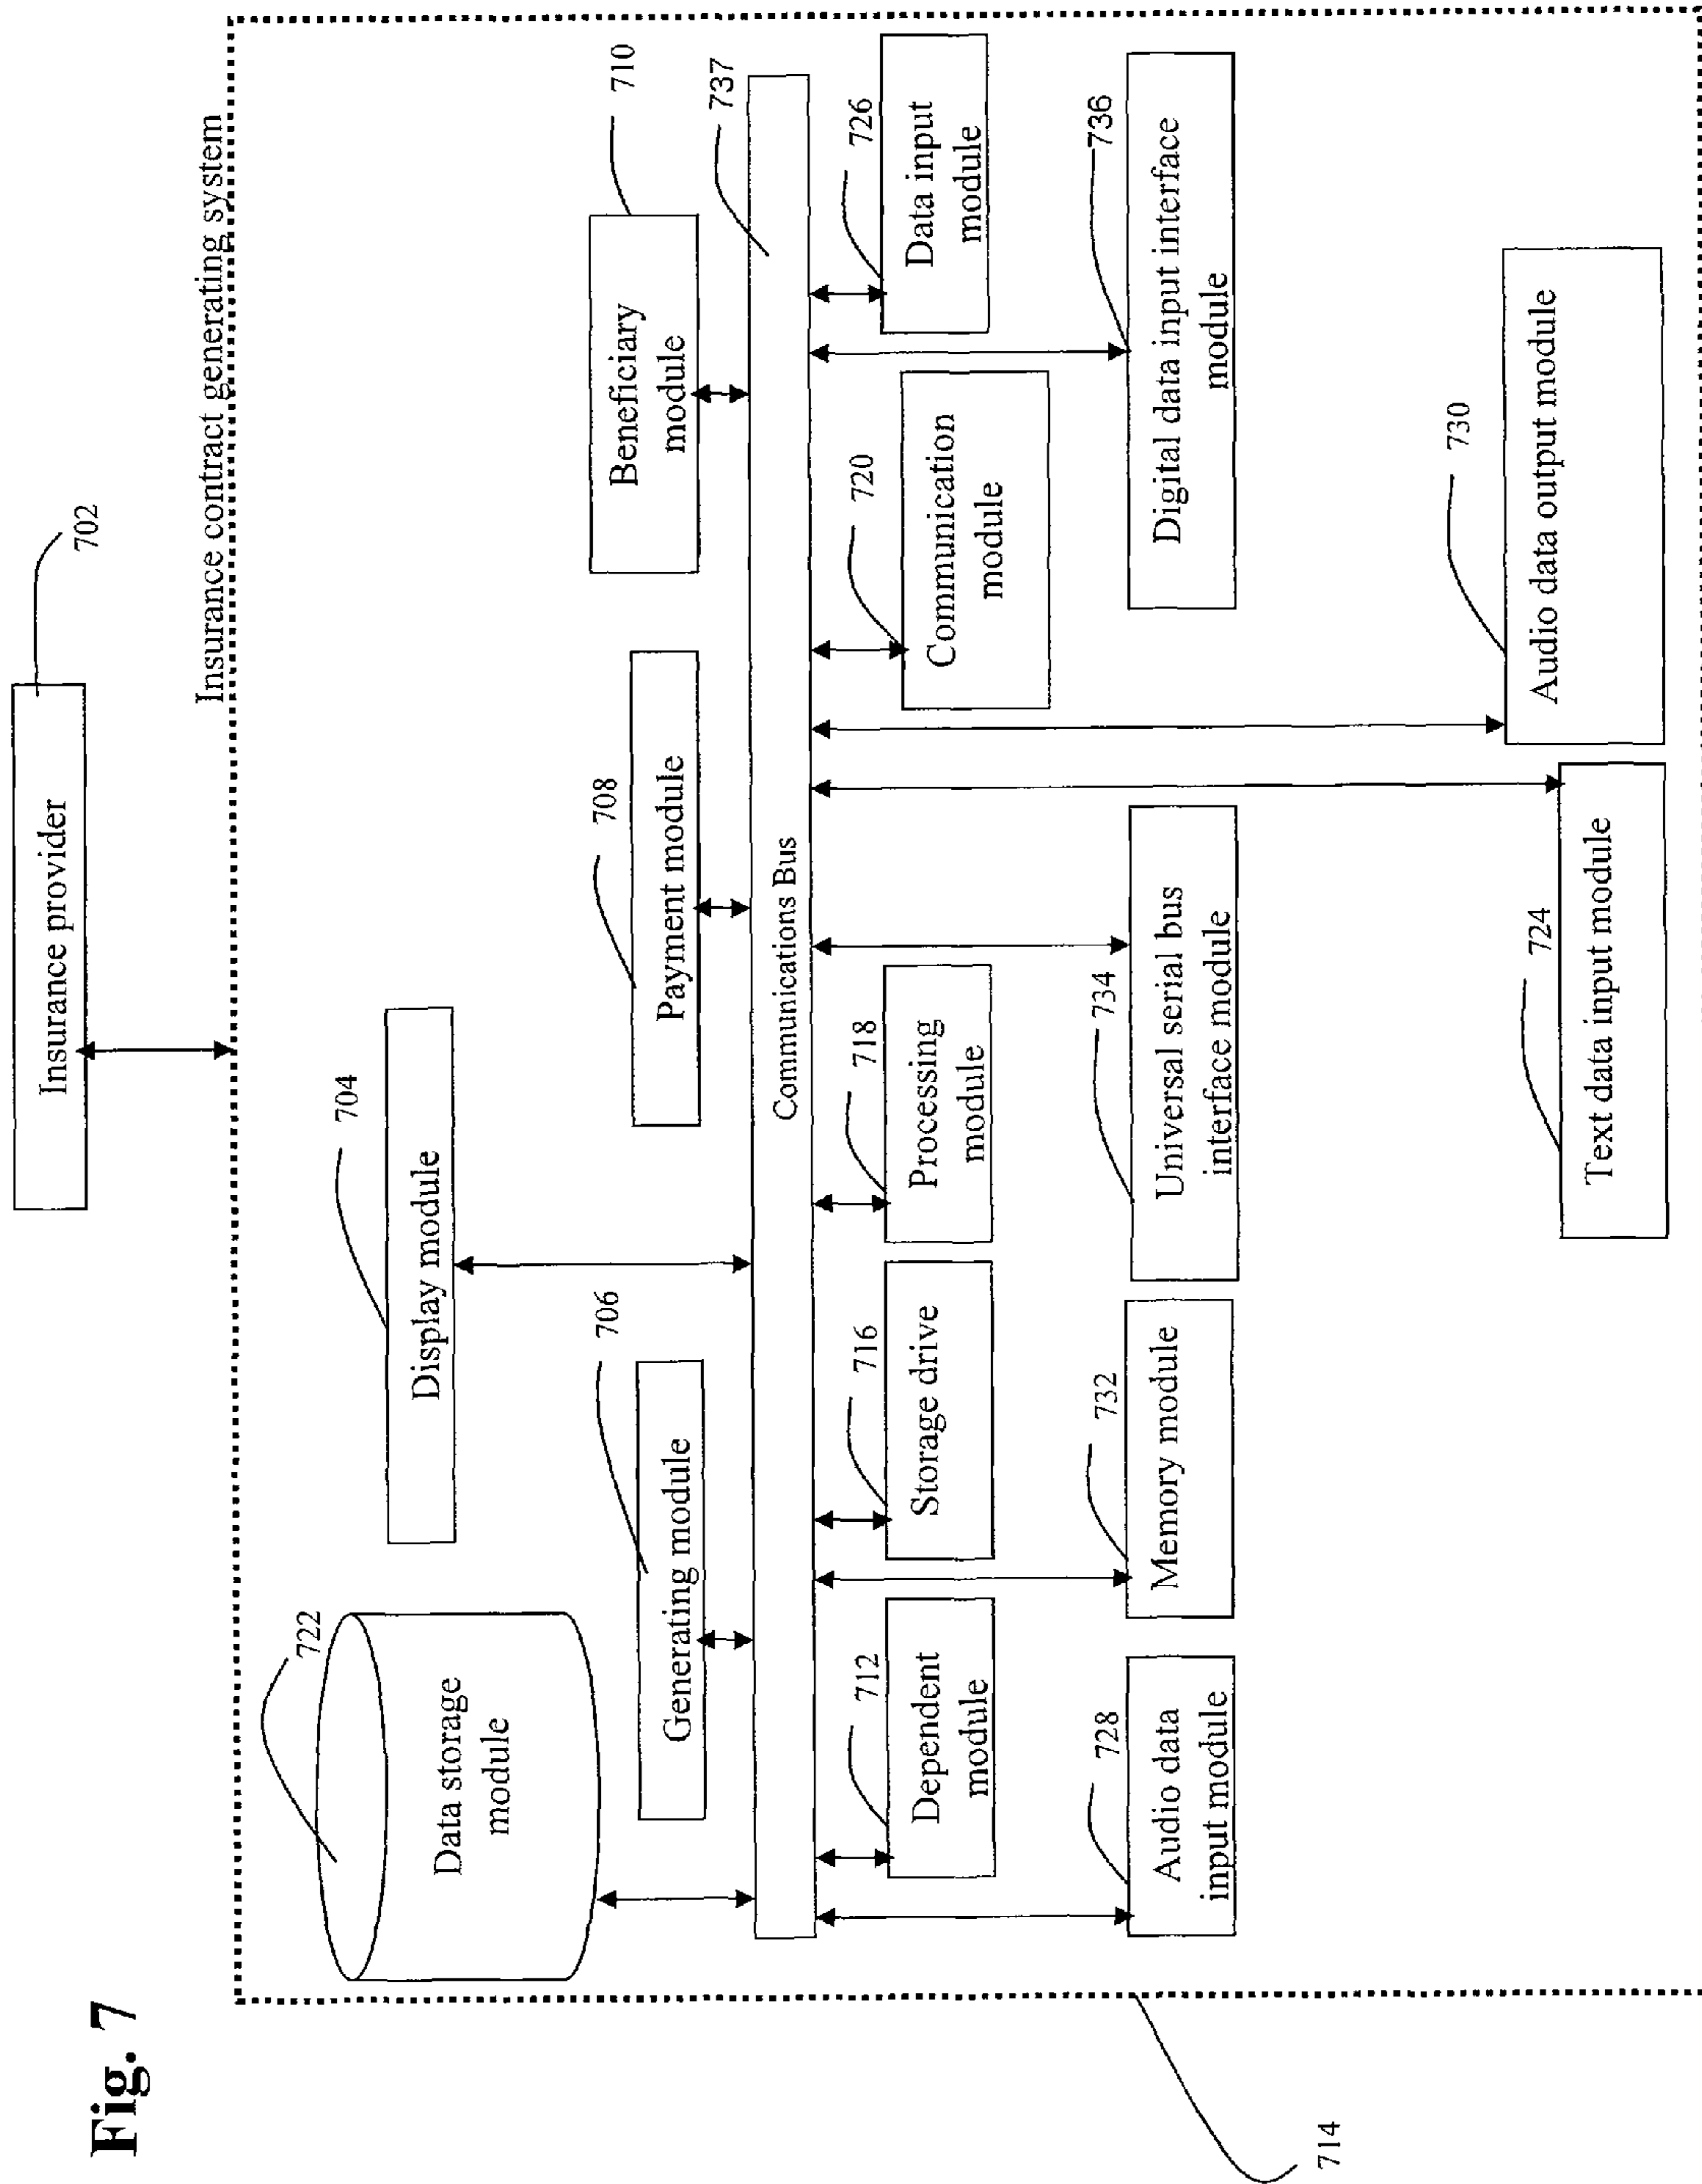 Fig. 7
Insurance provider
702
Insurance contract generating system
722
Data storage
module
704
Display module
706
Generating module
708
Payment module
710
Beneficiary
module
737
Communications Bus
712
Dependent
module
716
Storage drive
718
Processing
module
720
Communication
module
726
Data input
module
728
Audio data
input module
732
Memory module
734
Universal serial bus
interface module
736
Digital data input interface
module
724
Text data input module
730
Audio data output module
714